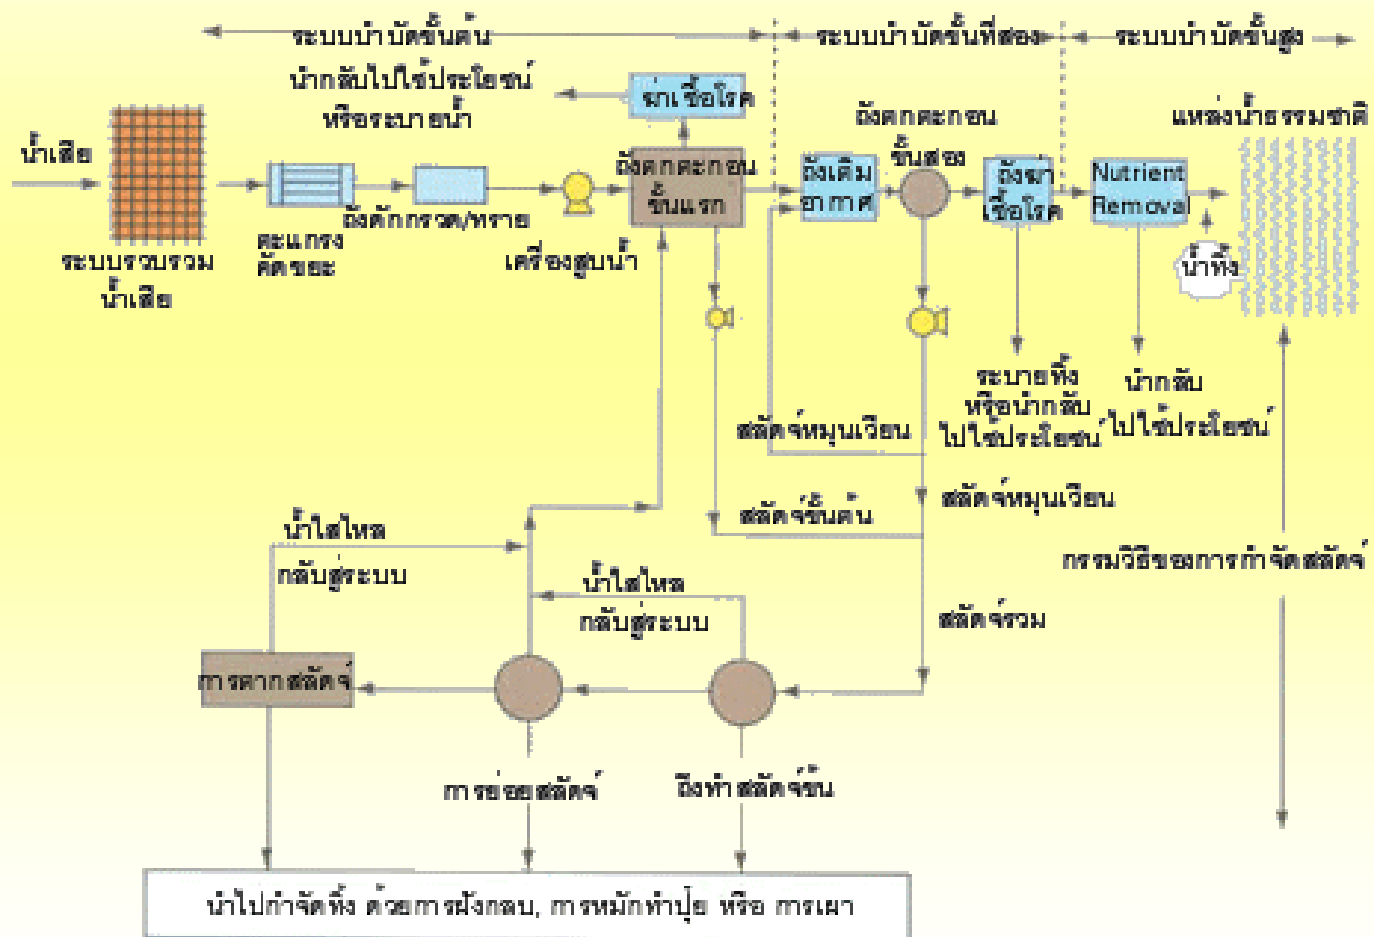 ระบบบำบัดขั้นต้น
ระบบบำบัดขั้นที่สอง
ระบบบำบัดขั้นสูง
นำกลับไปใช้ประโยชน์
หรือระบายน้ำ
ฆ่าเชื้อโรค
ถังตกตะกอน
ขั้นสอง
แหล่งน้ำธรรมชาติ
น้ำเสีย
ระบบรวบรวม
น้ำเสีย
ตะแกรง
ดักขยะ
ถังดักกรวด/ทราย
เครื่องสูบน้ำ
ถังตกตะกอน
ขั้นแรก
ถังเติม
อากาศ
ถังฆ่า
เชื้อโรค
Nutrient
Removal
น้ำทิ้ง
ระบายทิ้ง
หรือนำกลับ
ไปใช้ประโยชน์
นำกลับ
ไปใช้ประโยชน์
สลัดจ์หมุนเวียน
สลัดจ์หมุนเวียน
สลัดจ์ขั้นต้น
น้ำใสไหล
กลับสู่ระบบ
น้ำใสไหล
กลับสู่ระบบ
สลัดจ์รวม
กรรมวิธีของการกำจัดสลัดจ์
การตากสลัดจ์
การย่อยสลัดจ์
ถังทำสลัดจ์ข้น
นำไปกำจัดทิ้ง ด้วยการฝังกลบ, การหมักทำปุ๋ย หรือ การเผา